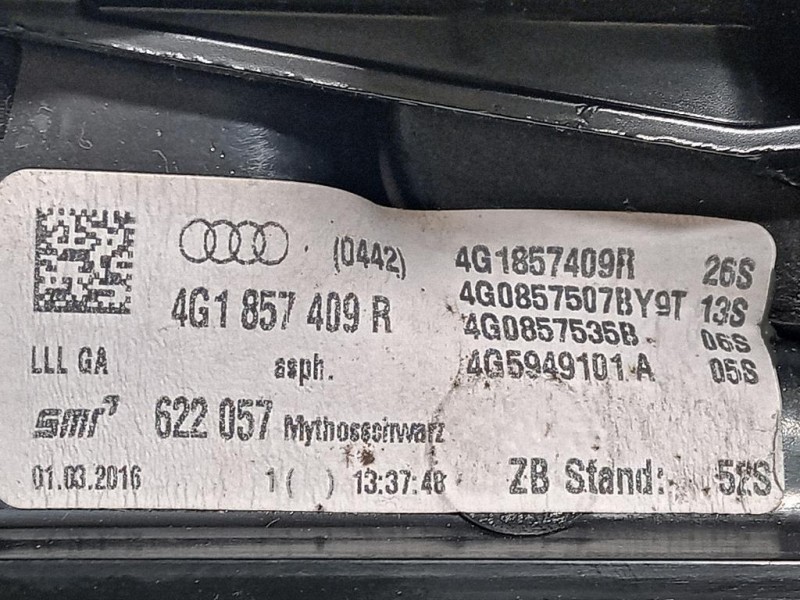 (0442)
4G1 857 409 R
LLL GA asph.
smr 622 057 Mythosschwarz
01.03.2016 1 ( ) 13:37:48
4G1857409R 26S
4G0857507BY9T 13S
4G0857535B 06S
4G5949101 A 05S
ZB Stand: 52S